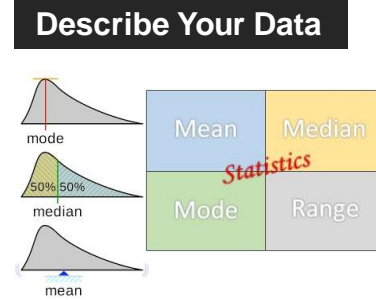 Describe Your Data
mode
50% 50%
median
mean
Mean Median
Statistics
Mode Range